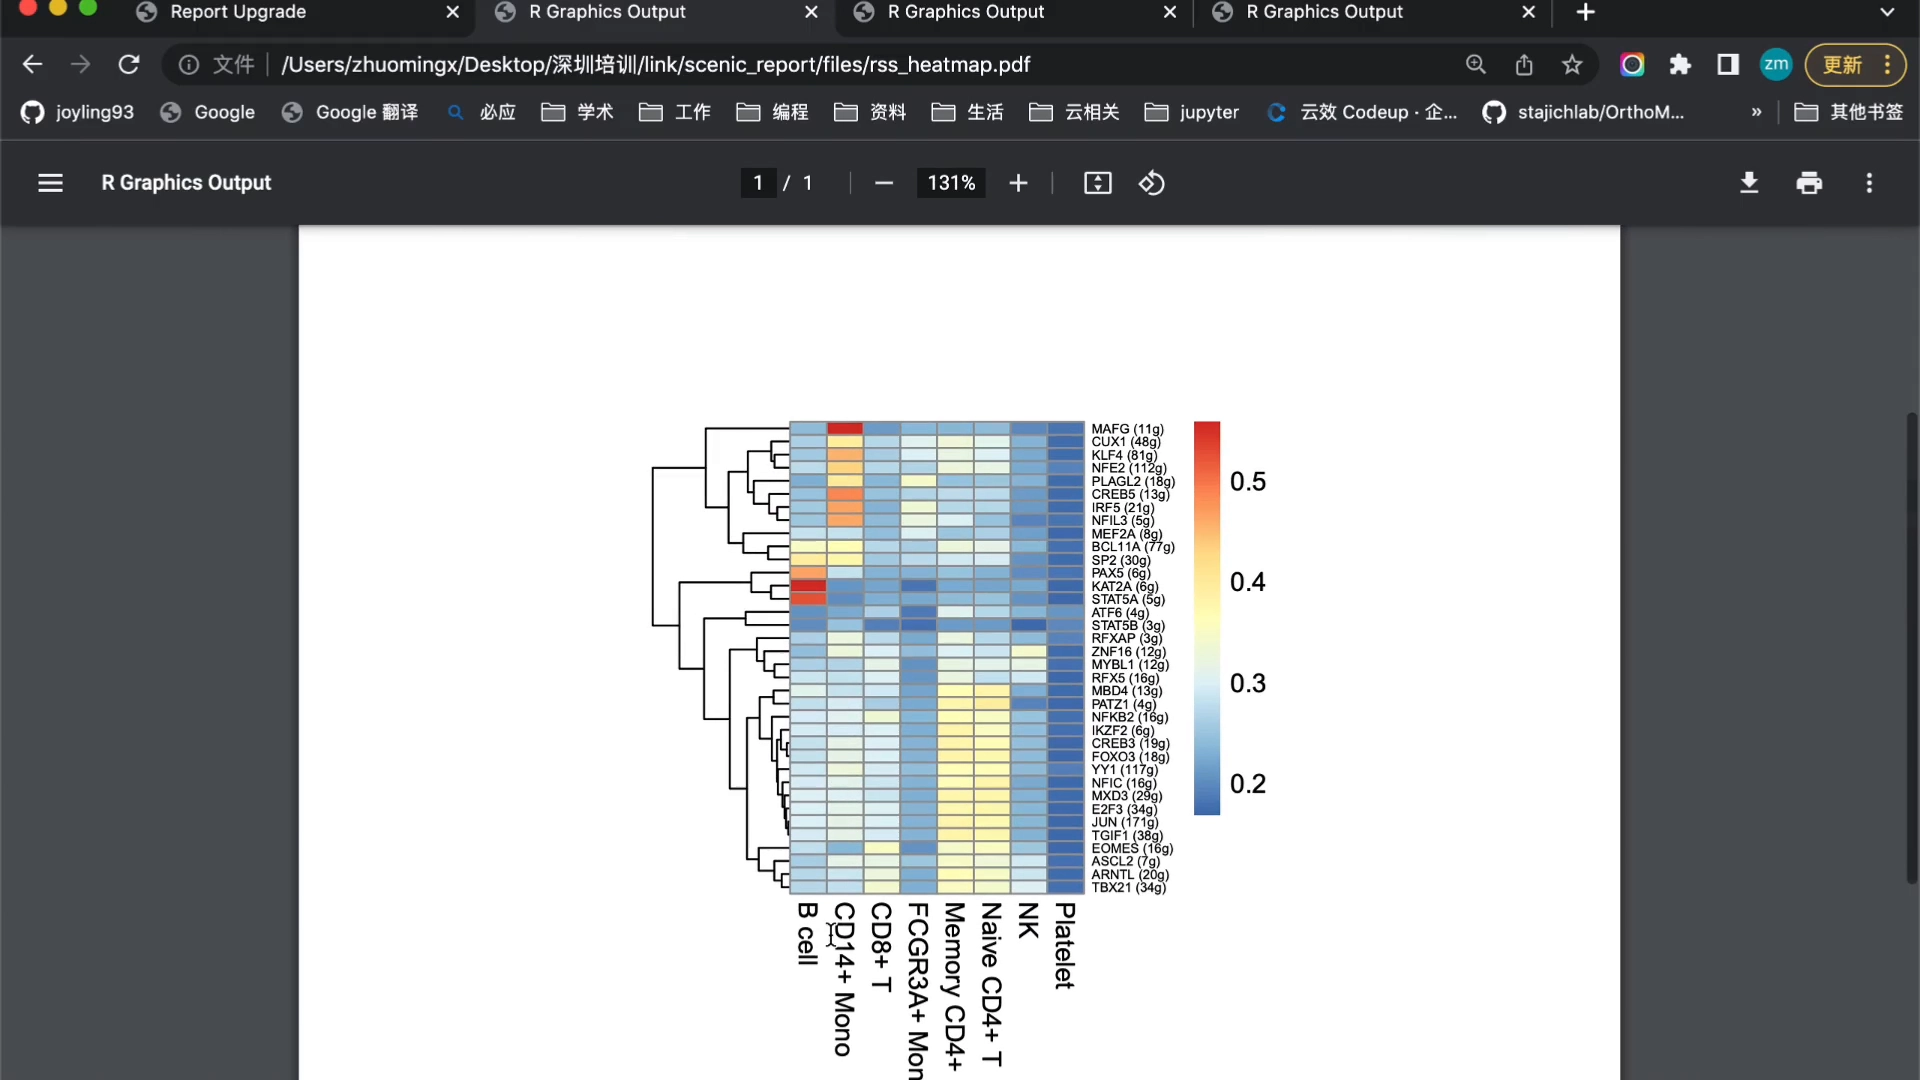 Report Upgrade
R Graphics Output
R Graphics Output
R Graphics Output
文件 /Users/zhuomingx/Desktop/深圳培训/link/scenic_report/files/rss_heatmap.pdf
zm
更新
joyling93
Google
Google 翻译
必应
学术
工作
编程
资料
生活
云相关
jupyter
云效 Codeup · 企...
stajichlab/OrthoM...
»
其他书签
R Graphics Output
1 / 1
131%
MAFG (11g)
CUX1 (48g)
KLF4 (81g)
NFE2 (112g)
PLAGL2 (18g)
CREB5 (13g)
IRF5 (21g)
NFIL3 (5g)
MEF2A (8g)
BCL11A (77g)
SP2 (30g)
PAX5 (6g)
KAT2A (6g)
STAT5A (5g)
ATF6 (4g)
STAT5B (3g)
RFXAP (3g)
ZNF16 (12g)
MYBL1 (12g)
RFX5 (16g)
MBD4 (13g)
PATZ1 (4g)
NFKB2 (16g)
IKZF2 (6g)
CREB3 (19g)
FOXO3 (18g)
YY1 (117g)
NFIC (16g)
MXD3 (29g)
E2F3 (34g)
JUN (171g)
TGIF1 (38g)
EOMES (16g)
ASCL2 (7g)
ARNTL (20g)
TBX21 (34g)
0.5
0.4
0.3
0.2
B cell
CD14+ Mono
CD8+ T
FCGR3A+ Mon
Memory CD4+
Naive CD4+ T
NK
Platelet